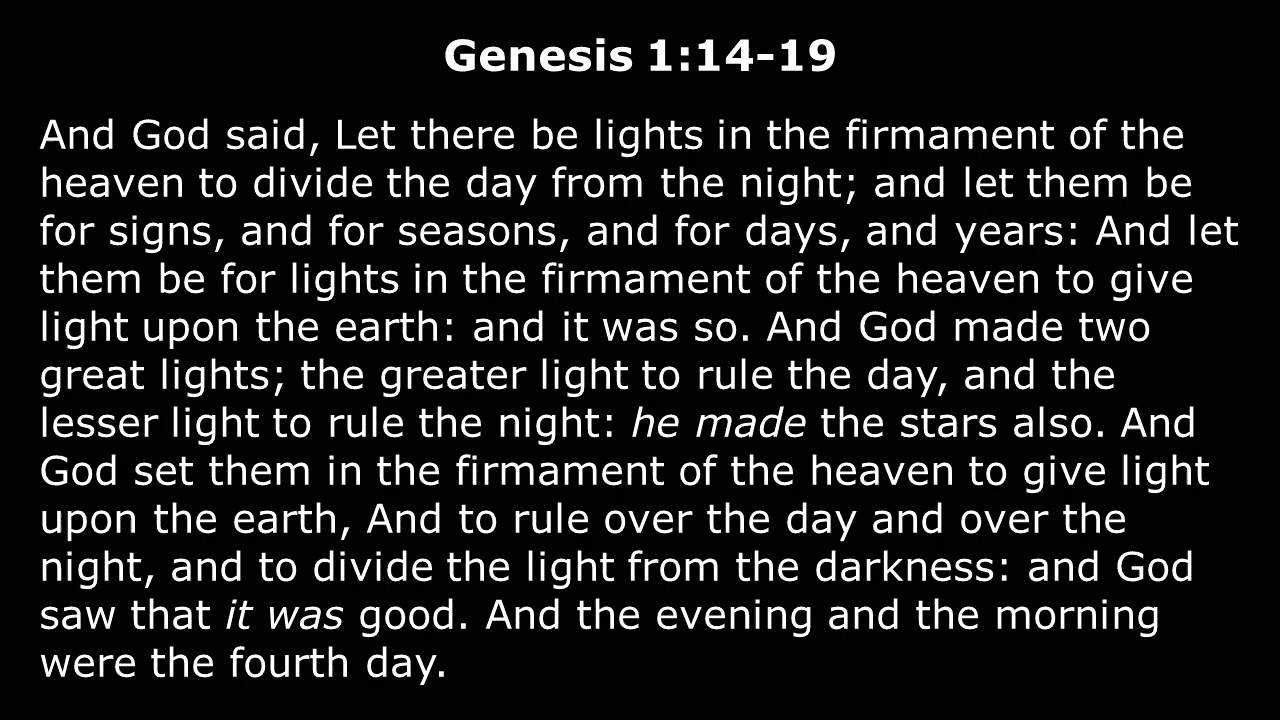 Genesis 1:14-19
And God said, Let there be lights in the firmament of the
heaven to divide the day from the night; and let them be
for signs, and for seasons, and for days, and years: And let
them be for lights in the firmament of the heaven to give
light upon the earth: and it was so. And God made two
great lights; the greater light to rule the day, and the
lesser light to rule the night: he made the stars also. And
God set them in the firmament of the heaven to give light
upon the earth, And to rule over the day and over the
night, and to divide the light from the darkness: and God
saw that it was good. And the evening and the morning
were the fourth day.